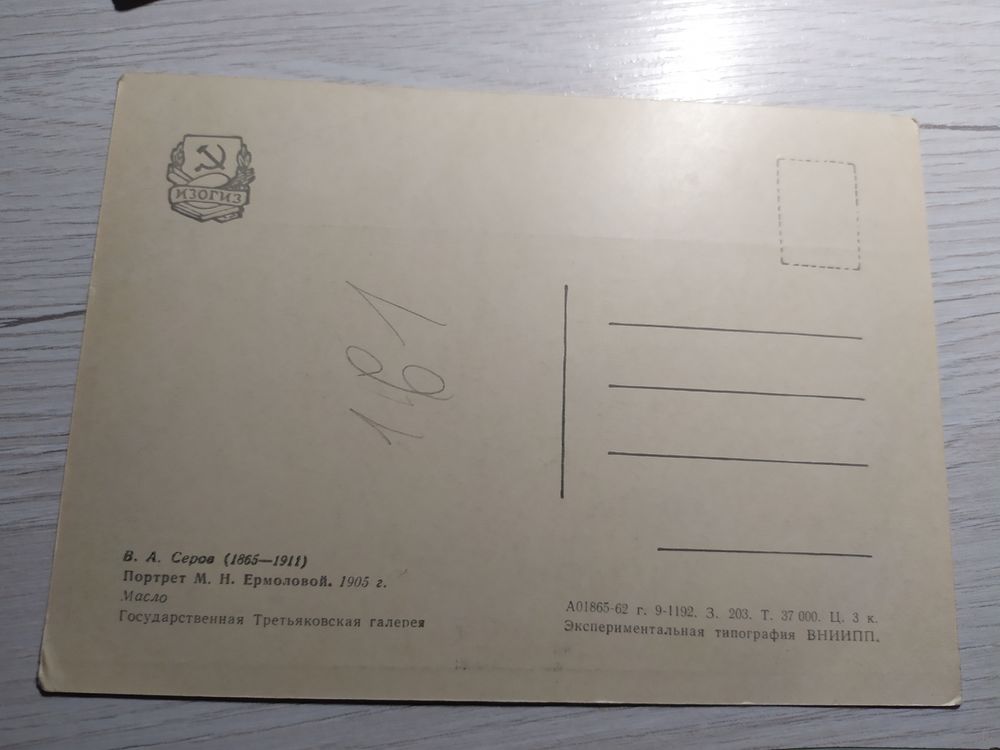 ИЗОГИЗ
181
В. А. Серов (1865—1911)
Портрет М. Н. Ермоловой. 1905 г.
Масло
Государственная Третьяковская галерея
А01865-62 г. 9-1192. З. 203. Т. 37 000. Ц. 3 к.
Экспериментальная типография ВНИИПП.